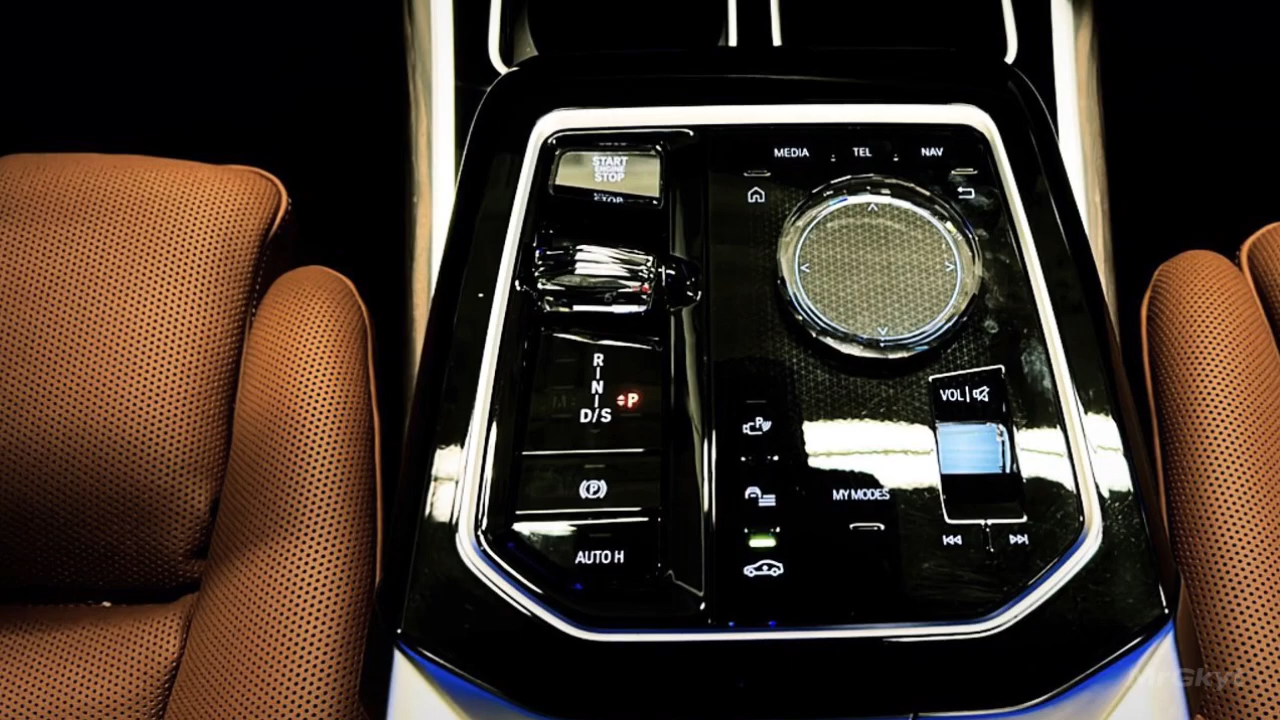 START
ENGINE
STOP
MEDIA
TEL
NAV
R
N
D/S
P
VOL
(P)
P
MY MODES
AUTO H